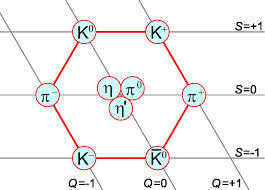 K⁰ K⁺ S=+1
π⁻ η π⁰ η' π⁺ S=0
K⁻ K̅⁰ S=-1
Q=-1 Q=0 Q=+1